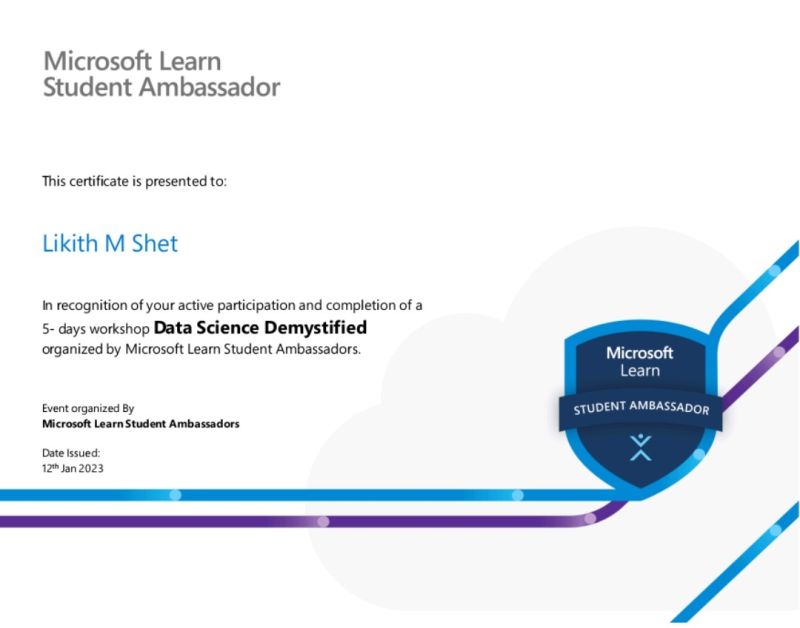 Microsoft Learn
Student Ambassador
This certificate is presented to:
Likith M Shet
In recognition of your active participation and completion of a
5- days workshop Data Science Demystified
organized by Microsoft Learn Student Ambassadors.
Event organized By
Microsoft Learn Student Ambassadors
Date Issued:
12th Jan 2023
Microsoft
Learn
STUDENT AMBASSADOR